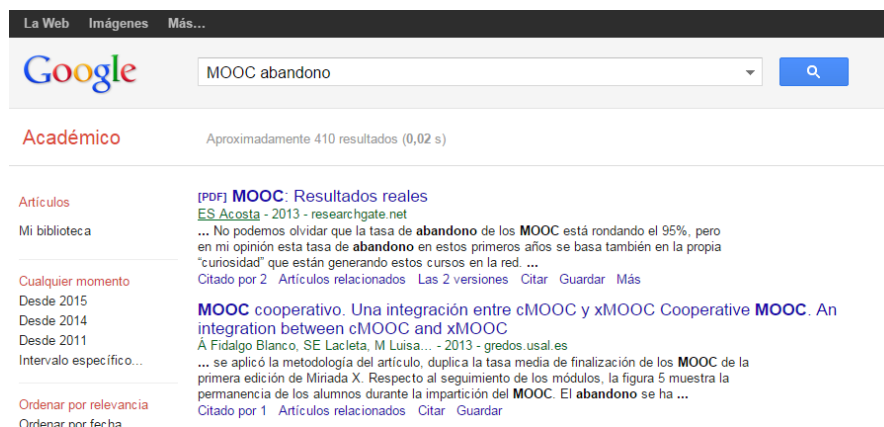 La Web Imágenes Más...
Google
MOOC abandono
Académico
Aproximadamente 410 resultados (0,02 s)
Artículos
Mi biblioteca
Cualquier momento
Desde 2015
Desde 2014
Desde 2011
Intervalo específico...
Ordenar por relevancia
Ordenar por fecha
[PDF] MOOC: Resultados reales
ES Acosta - 2013 - researchgate.net
... No podemos olvidar que la tasa de abandono de los MOOC está rondando el 95%, pero
en mi opinión esta tasa de abandono en estos primeros años se basa también en la propia
"curiosidad" que están generando estos cursos en la red. ...
Citado por 2 Artículos relacionados Las 2 versiones Citar Guardar Más
MOOC cooperativo. Una integración entre cMOOC y xMOOC Cooperative MOOC. An
integration between cMOOC and xMOOC
Á Fidalgo Blanco, SE Lacleta, M Luisa... - 2013 - gredos.usal.es
... se aplicó la metodología del artículo, duplica la tasa media de finalización de los MOOC de la
primera edición de Miriada X. Respecto al seguimiento de los módulos, la figura 5 muestra la
permanencia de los alumnos durante la impartición del MOOC. El abandono se ha ...
Citado por 1 Artículos relacionados Citar Guardar